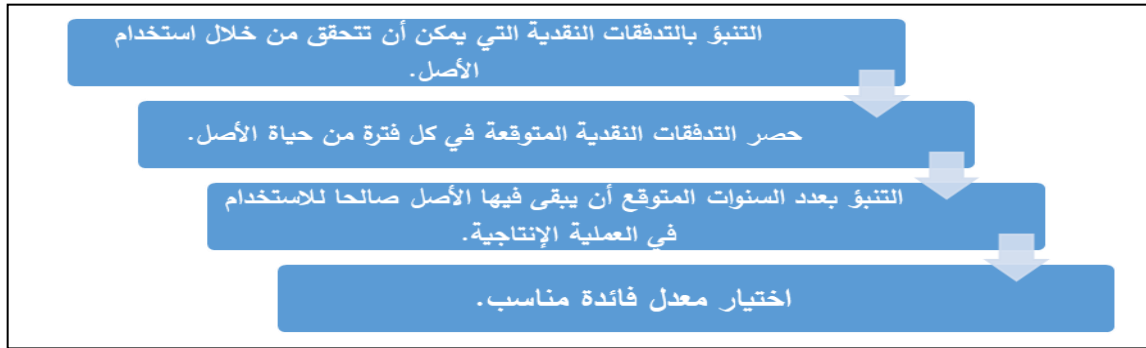 التنبؤ بالتدفقات النقدية التي يمكن أن تتحقق من خلال استخدام
الأصل.
حصر التدفقات النقدية المتوقعة في كل فترة من حياة الأصل.
التنبؤ بعدد السنوات المتوقع أن يبقى فيها الأصل صالحا للاستخدام
في العملية الإنتاجية.
اختيار معدل فائدة مناسب.